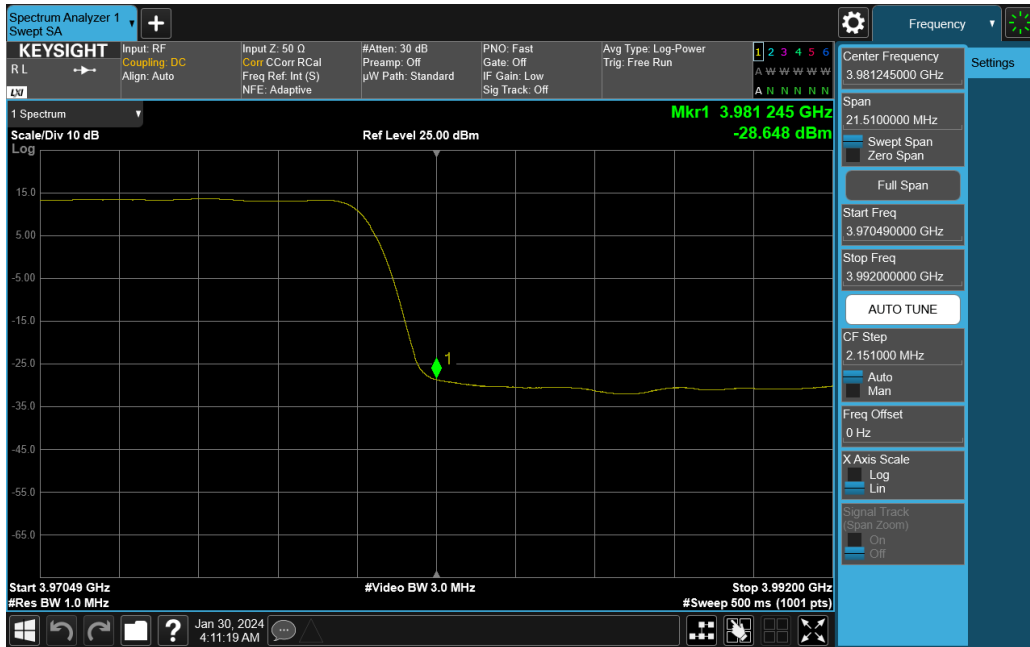 Spectrum Analyzer 1
Swept SA
+
Frequency
KEYSIGHT
R L
LXI
Input: RF
Coupling: DC
Align: Auto
Input Z: 50 Ω
Corr CCorr RCal
Freq Ref: Int (S)
NFE: Adaptive
#Atten: 30 dB
Preamp: Off
µW Path: Standard
PNO: Fast
Gate: Off
IF Gain: Low
Sig Track: Off
Avg Type: Log-Power
Trig: Free Run
1 2 3 4 5 6
A W W W W W
A N N N N N
1 Spectrum
Scale/Div 10 dB
Log
Ref Level 25.00 dBm
Mkr1 3.981 245 GHz
-28.648 dBm
15.0
5.00
-5.00
-15.0
-25.0
-35.0
-45.0
-55.0
-65.0
1
Start 3.97049 GHz
#Res BW 1.0 MHz
#Video BW 3.0 MHz
Stop 3.99200 GHz
#Sweep 500 ms (1001 pts)
Center Frequency
3.981245000 GHz
Settings
Span
21.5100000 MHz
Swept Span
Zero Span
Full Span
Start Freq
3.970490000 GHz
Stop Freq
3.992000000 GHz
AUTO TUNE
CF Step
2.151000 MHz
Auto
Man
Freq Offset
0 Hz
X Axis Scale
Log
Lin
Signal Track
(Span Zoom)
On
Off
?
Jan 30, 2024
4:11:19 AM